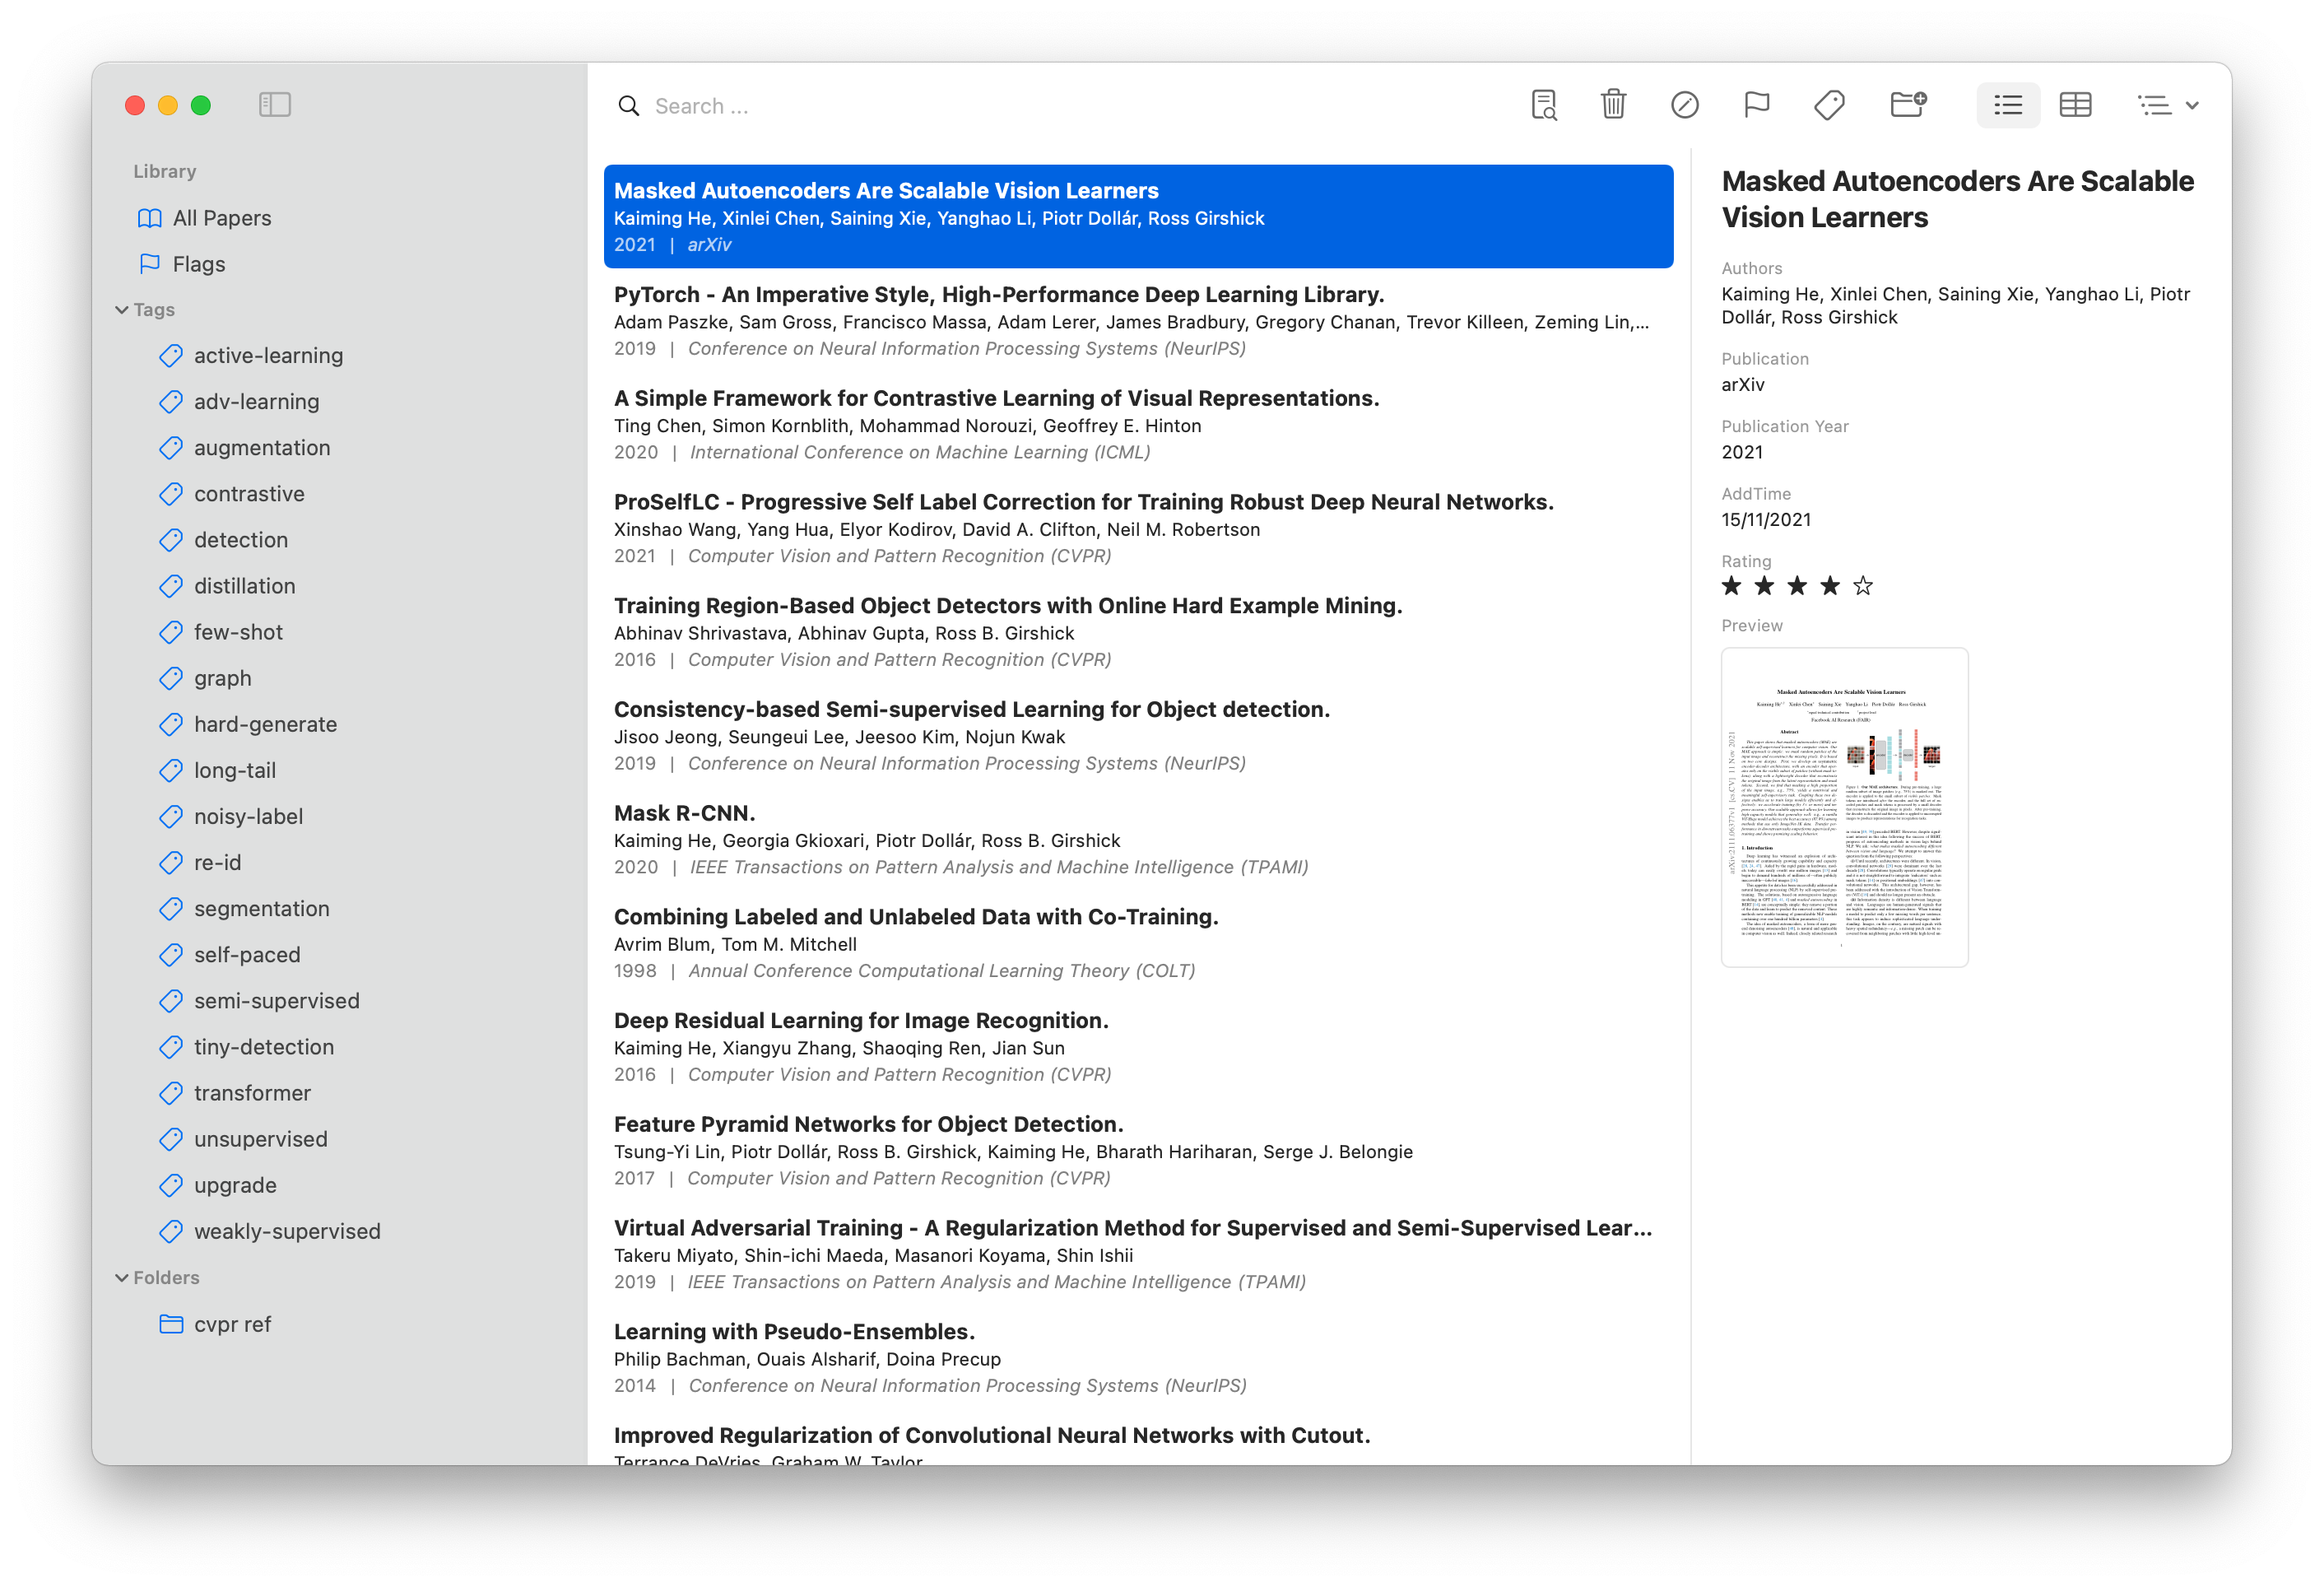 Search ...
Library
All Papers
Flags
Tags
active-learning
adv-learning
augmentation
contrastive
detection
distillation
few-shot
graph
hard-generate
long-tail
noisy-label
re-id
segmentation
self-paced
semi-supervised
tiny-detection
transformer
unsupervised
upgrade
weakly-supervised
Folders
cvpr ref
Masked Autoencoders Are Scalable Vision Learners
Kaiming He, Xinlei Chen, Saining Xie, Yanghao Li, Piotr Dollár, Ross Girshick
2021 | arXiv
PyTorch - An Imperative Style, High-Performance Deep Learning Library.
Adam Paszke, Sam Gross, Francisco Massa, Adam Lerer, James Bradbury, Gregory Chanan, Trevor Killeen, Zeming Lin,...
2019 | Conference on Neural Information Processing Systems (NeurIPS)
A Simple Framework for Contrastive Learning of Visual Representations.
Ting Chen, Simon Kornblith, Mohammad Norouzi, Geoffrey E. Hinton
2020 | International Conference on Machine Learning (ICML)
ProSelfLC - Progressive Self Label Correction for Training Robust Deep Neural Networks.
Xinshao Wang, Yang Hua, Elyor Kodirov, David A. Clifton, Neil M. Robertson
2021 | Computer Vision and Pattern Recognition (CVPR)
Training Region-Based Object Detectors with Online Hard Example Mining.
Abhinav Shrivastava, Abhinav Gupta, Ross B. Girshick
2016 | Computer Vision and Pattern Recognition (CVPR)
Consistency-based Semi-supervised Learning for Object detection.
Jisoo Jeong, Seungeui Lee, Jeesoo Kim, Nojun Kwak
2019 | Conference on Neural Information Processing Systems (NeurIPS)
Mask R-CNN.
Kaiming He, Georgia Gkioxari, Piotr Dollár, Ross B. Girshick
2020 | IEEE Transactions on Pattern Analysis and Machine Intelligence (TPAMI)
Combining Labeled and Unlabeled Data with Co-Training.
Avrim Blum, Tom M. Mitchell
1998 | Annual Conference Computational Learning Theory (COLT)
Deep Residual Learning for Image Recognition.
Kaiming He, Xiangyu Zhang, Shaoqing Ren, Jian Sun
2016 | Computer Vision and Pattern Recognition (CVPR)
Feature Pyramid Networks for Object Detection.
Tsung-Yi Lin, Piotr Dollár, Ross B. Girshick, Kaiming He, Bharath Hariharan, Serge J. Belongie
2017 | Computer Vision and Pattern Recognition (CVPR)
Virtual Adversarial Training - A Regularization Method for Supervised and Semi-Supervised Lear...
Takeru Miyato, Shin-ichi Maeda, Masanori Koyama, Shin Ishii
2019 | IEEE Transactions on Pattern Analysis and Machine Intelligence (TPAMI)
Learning with Pseudo-Ensembles.
Philip Bachman, Ouais Alsharif, Doina Precup
2014 | Conference on Neural Information Processing Systems (NeurIPS)
Improved Regularization of Convolutional Neural Networks with Cutout.
Terrance DeVries, Graham W. Taylor
Masked Autoencoders Are Scalable
Vision Learners
Authors
Kaiming He, Xinlei Chen, Saining Xie, Yanghao Li, Piotr
Dollár, Ross Girshick
Publication
arXiv
Publication Year
2021
AddTime
15/11/2021
Rating
Preview
Masked Autoencoders Are Scalable Vision Learners
Facebook AI Research (FAIR)
Abstract
1. Introduction
arXiv:2111.06377v1 [cs.CV] 11 Nov 2021